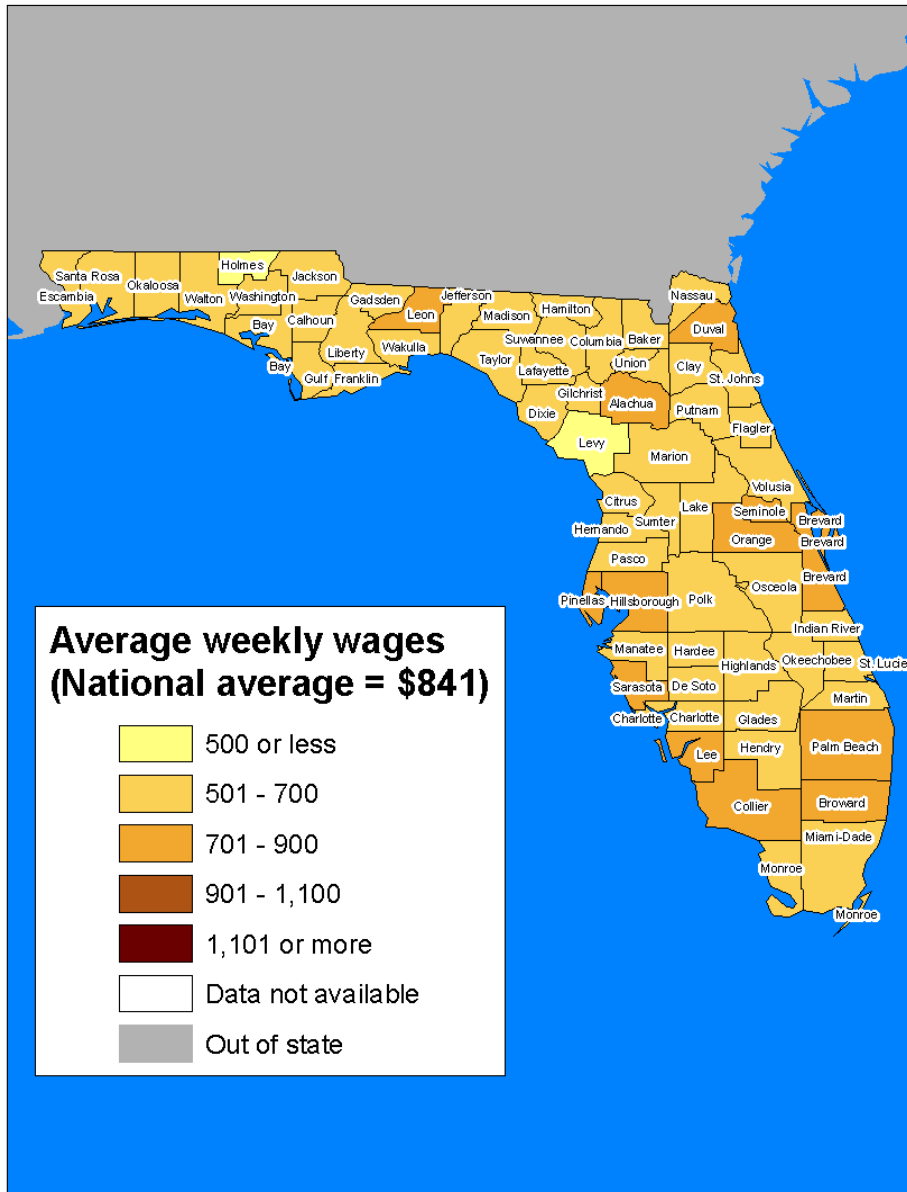 Holmes
Santa Rosa
Okaloosa
Jackson
Escambia
Walton
Washington
Bay
Calhoun
Gadsden
Leon
Jefferson
Madison
Hamilton
Nassau
Duval
Liberty
Wakulla
Suwannee
Columbia
Baker
Bay
Gulf
Franklin
Taylor
Lafayette
Union
Clay
St. Johns
Gilchrist
Alachua
Putnam
Dixie
Flagler
Levy
Marion
Volusia
Citrus
Lake
Seminole
Sumter
Brevard
Hernando
Orange
Brevard
Pasco
Brevard
Osceola
Pinellas
Hillsborough
Polk
Indian River
Manatee
Hardee
Highlands
Okeechobee
St. Lucie
Sarasota
De Soto
Martin
Charlotte
Charlotte
Glades
Lee
Hendry
Palm Beach
Collier
Broward
Miami-Dade
Monroe
Monroe
Average weekly wages
(National average = $841)
500 or less
501 - 700
701 - 900
901 - 1,100
1,101 or more
Data not available
Out of state